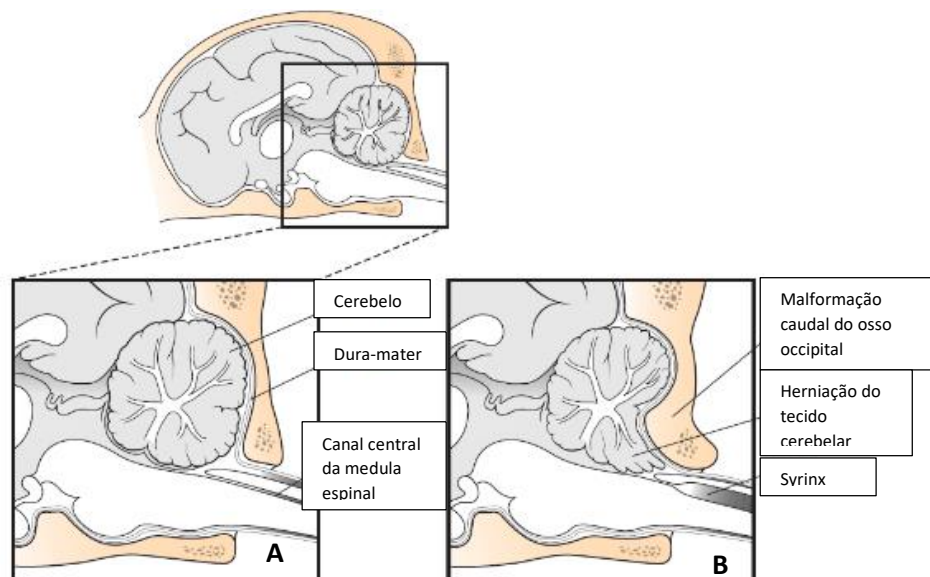 Cerebelo
Dura-mater
Canal central
da medula
espinal
A
Malformação
caudal do osso
occipital
Herniação do
tecido
cerebelar
Syrinx
B